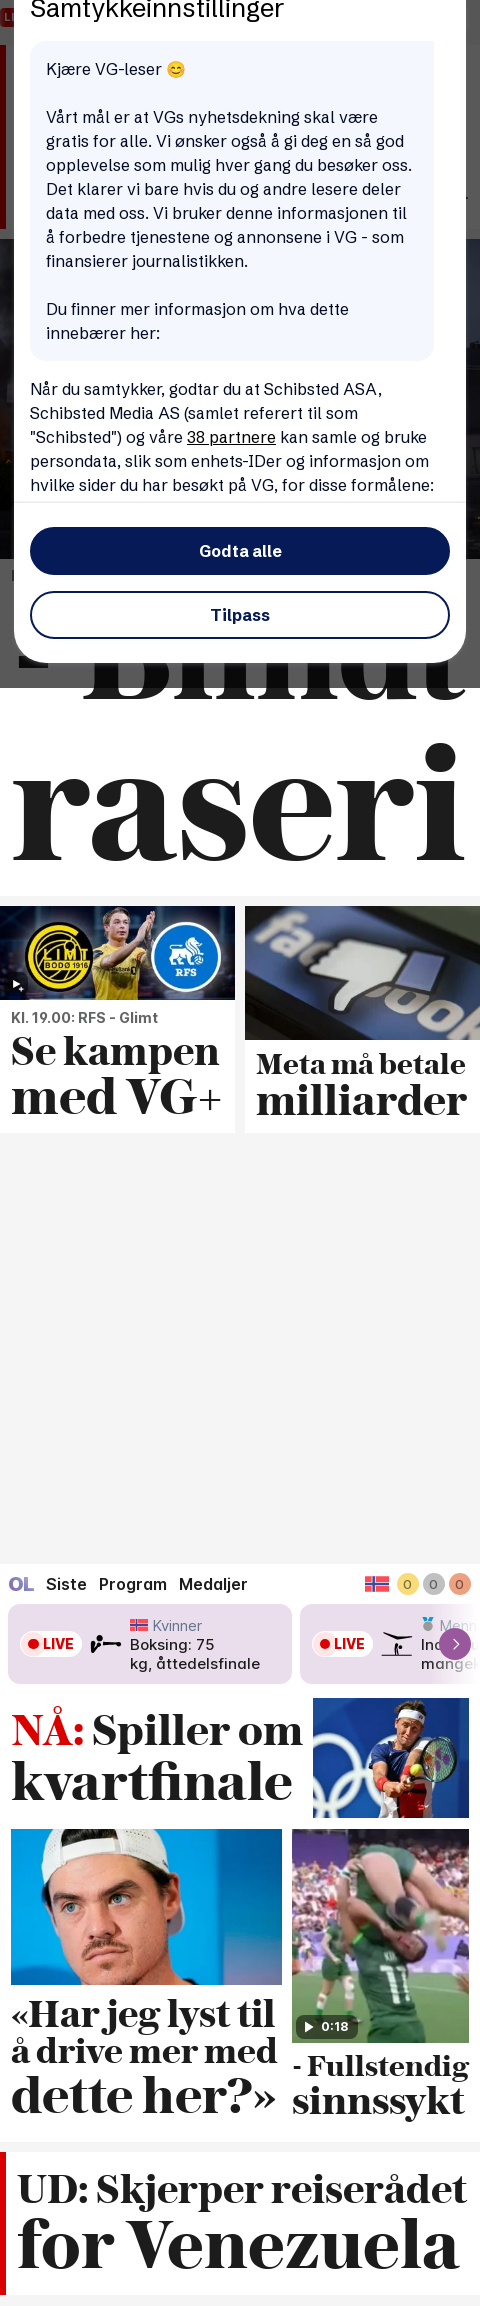 Samtykkeinnstillinger
Kjære VG-leser 😊
Vårt mål er at VGs nyhetsdekning skal være
gratis for alle. Vi ønsker også å gi deg en så god
opplevelse som mulig hver gang du besøker oss.
Det klarer vi bare hvis du og andre lesere deler
data med oss. Vi bruker denne informasjonen til
å forbedre tjenestene og annonsene i VG - som
finansierer journalistikken.
Du finner mer informasjon om hva dette
innebærer her:
Når du samtykker, godtar du at Schibsted ASA,
Schibsted Media AS (samlet referert til som
"Schibsted") og våre 38 partnere kan samle og bruke
persondata, slik som enhets-IDer og informasjon om
hvilke sider du har besøkt på VG, for disse formålene:
Godta alle
Tilpass
raseri
GLIMT
BODØ 1916
RFS
Kl. 19.00: RFS - Glimt
Se kampen
med VG+
Meta må betale
milliarder
OL Siste Program Medaljer 0 0 0
LIVE
Kvinner
Boksing: 75
kg, åttedelsfinale
LIVE
NÅ: Spiller om
kvartfinale
«Har jeg lyst til
å drive mer med
dette her?»
11
0:18
- Fullstendig
sinnssykt
UD: Skjerper reiserådet
for Venezuela